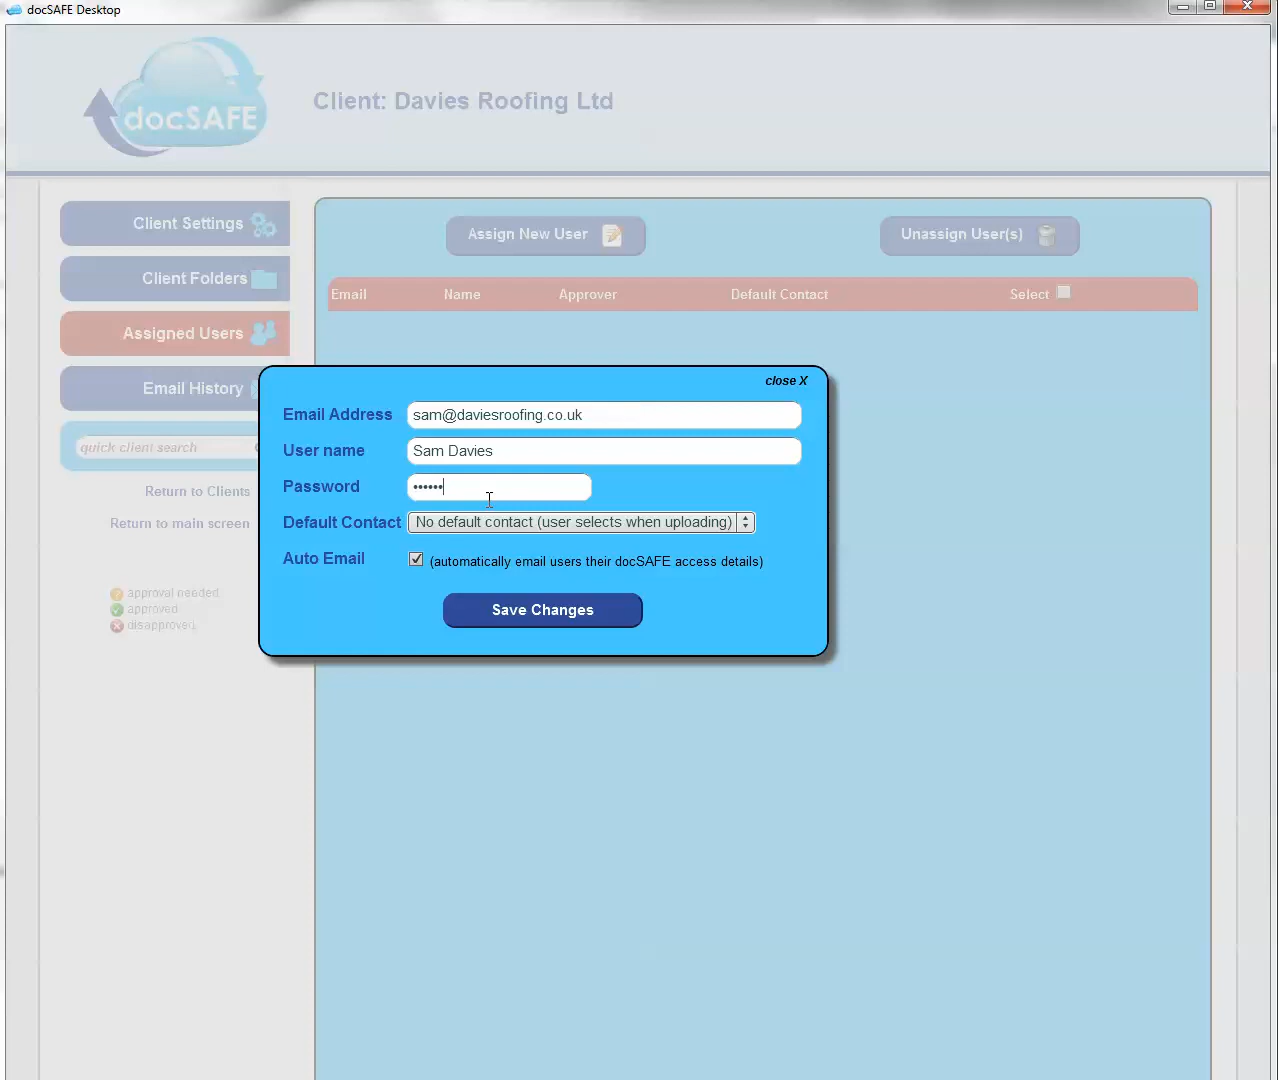 docSAFE Desktop
docSAFE
Client: Davies Roofing Ltd
Client Settings
Client Folders
Assigned Users
Email History
quick client search
Return to Clients
Return to main screen
approval needed
approved
disapproved
Assign New User
Unassign User(s)
Email Name Approver Default Contact Select
close X
Email Address sam@daviesroofing.co.uk
User name Sam Davies
Password ••••••
Default Contact No default contact (user selects when uploading)
Auto Email (automatically email users their docSAFE access details)
Save Changes